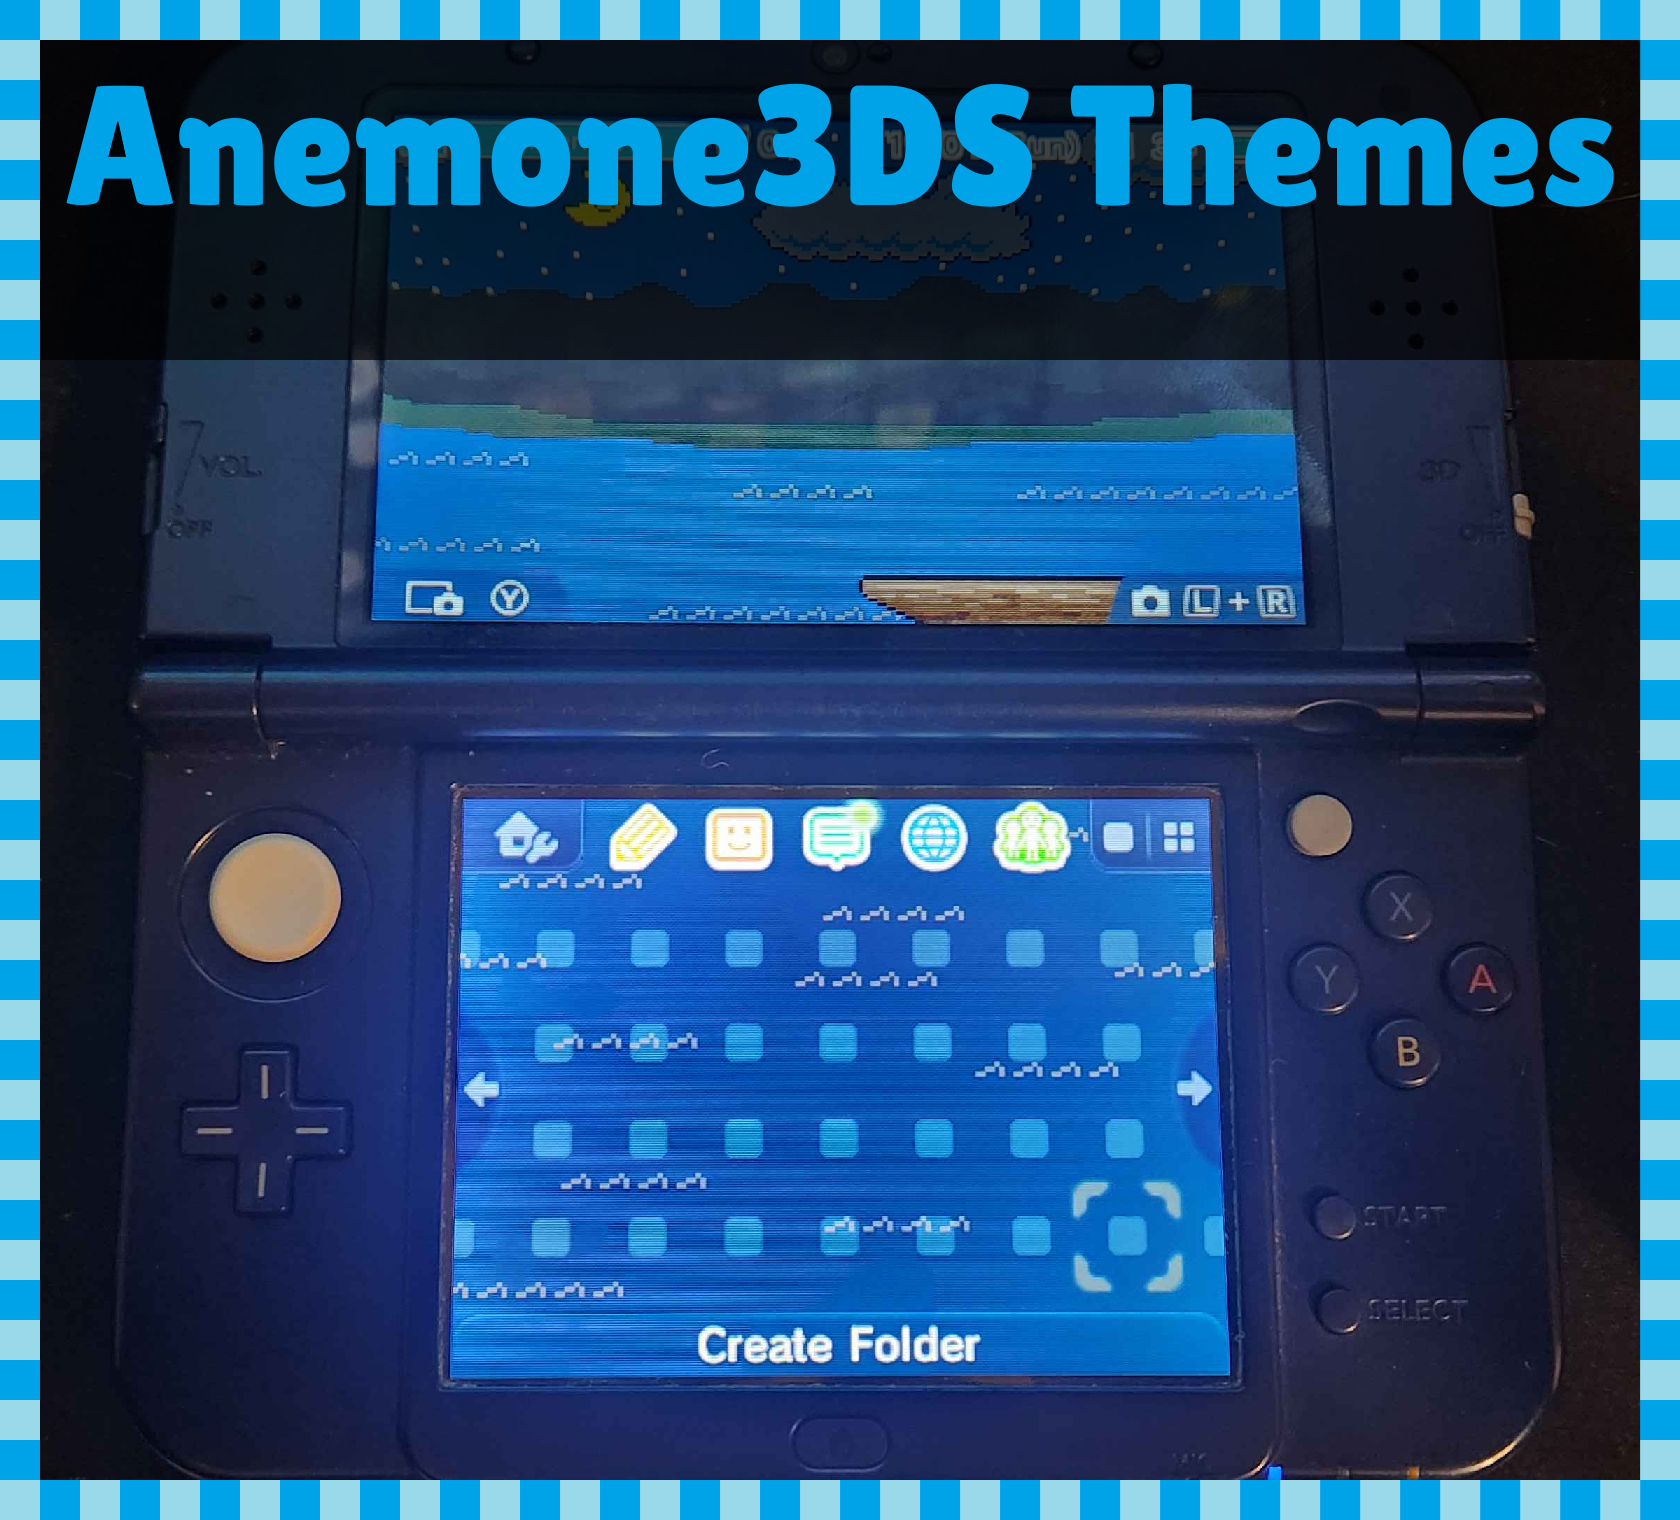 Anemone3DS Themes
VOL.
OFF
3D
OFF
Y
L + R
X
Y
A
B
START
SELECT
Create Folder